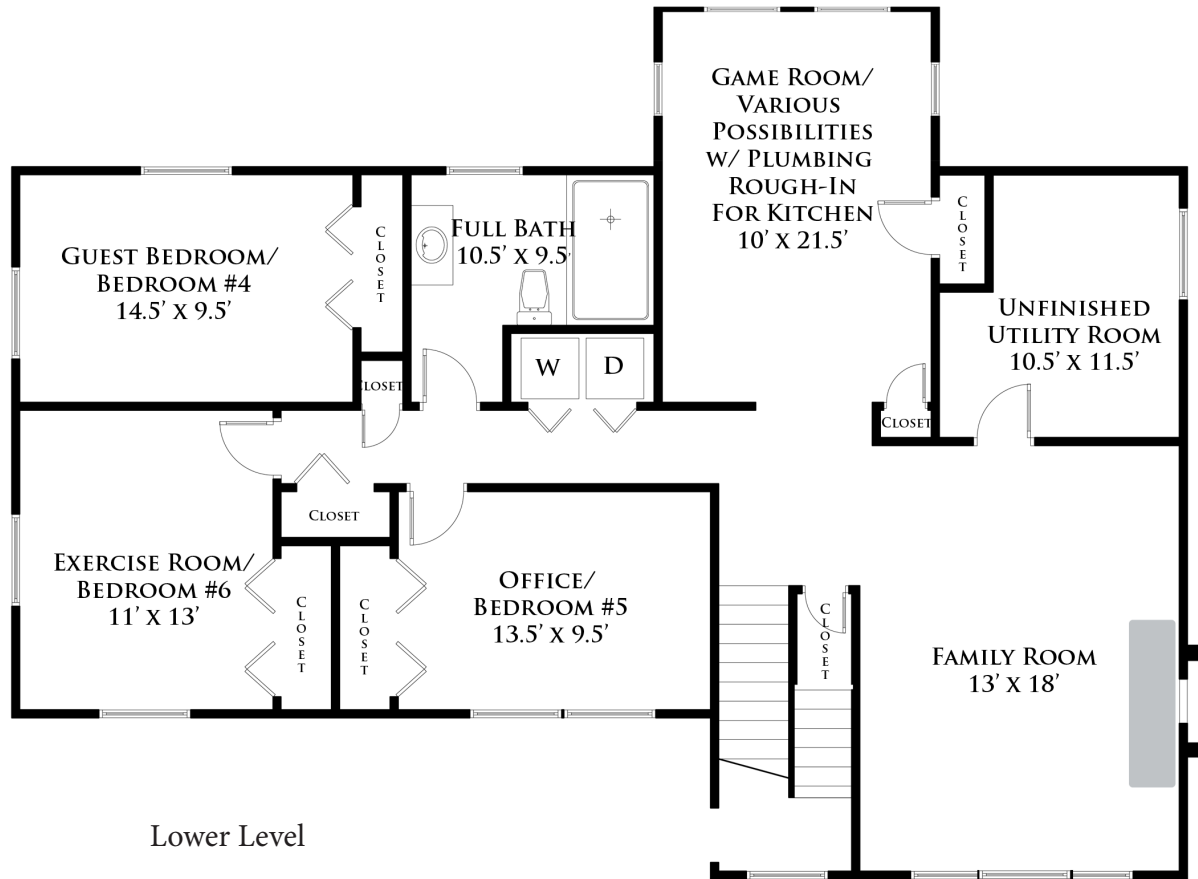 Game Room/
Various
Possibilities
w/ Plumbing
Rough-In
For Kitchen
10’ x 21.5’
Closet
Guest Bedroom/
Bedroom #4
14.5’ x 9.5’
Closet
Full Bath
10.5’ x 9.5’
Unfinished
Utility Room
10.5’ x 11.5’
W
D
Closet
Closet
Closet
Exercise Room/
Bedroom #6
11’ x 13’
Closet
Closet
Office/
Bedroom #5
13.5’ x 9.5’
Closet
Family Room
13’ x 18’
Lower Level